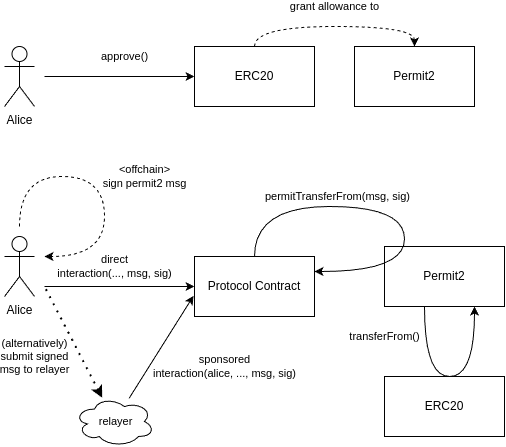 grant allowance to
approve()
ERC20
Permit2
Alice
<offchain>
sign permit2 msg
permitTransferFrom(msg, sig)
direct
interaction(..., msg, sig)
Protocol Contract
Permit2
Alice
(alternatively)
submit signed
msg to relayer
transferFrom()
sponsored
interaction(alice, ..., msg, sig)
ERC20
relayer